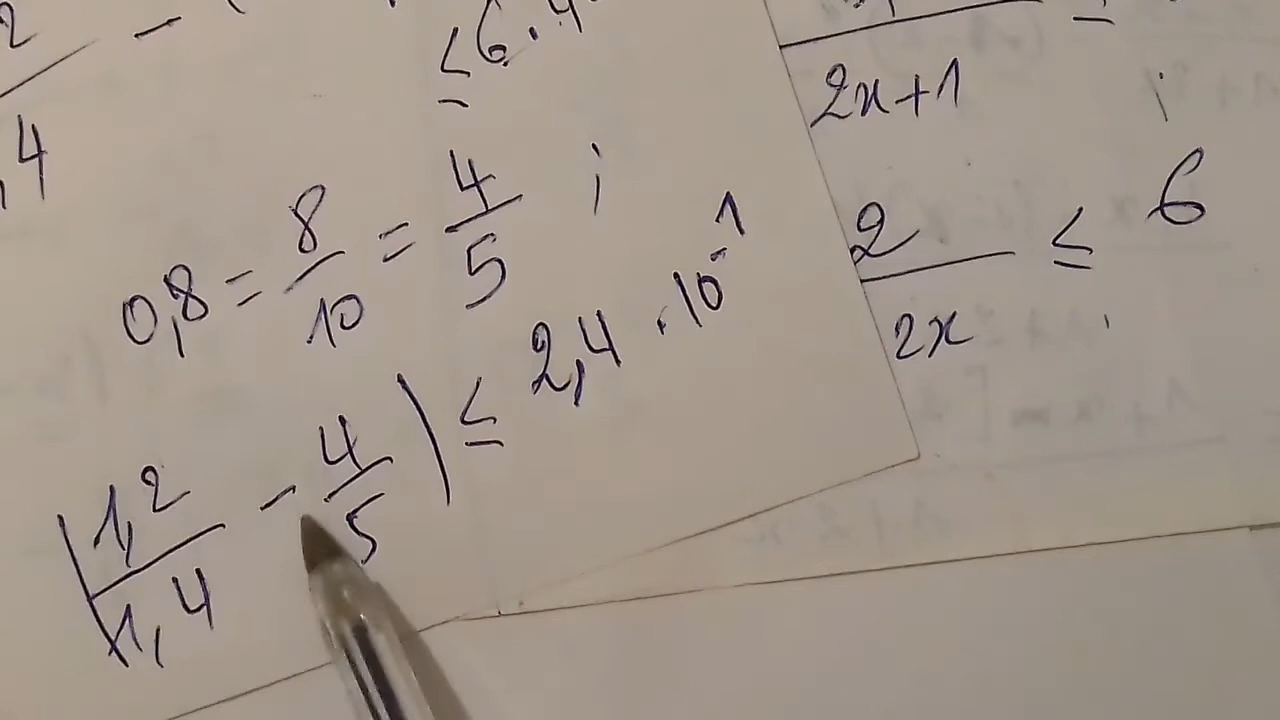 ≤ 6. 4
0,8 = 8/10 = 4/5 ;
|1,2/1,4 - 4/5| ≤ 2,4 . 10^-1
2x+1
2/2x ≤ 6